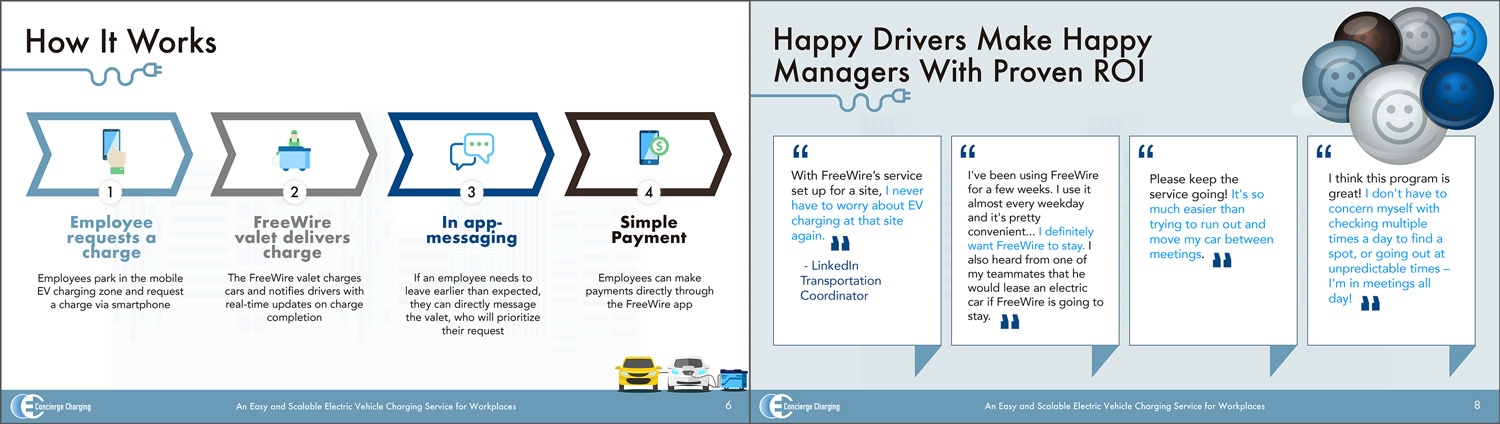 How It Works
1
Employee
requests a
charge
Employees park in the mobile
EV charging zone and request
a charge via smartphone
2
FreeWire
valet delivers
charge
The FreeWire valet charges
cars and notifies drivers with
real-time updates on charge
completion
3
In app-
messaging
If an employee needs to
leave earlier than expected,
they can directly message
the valet, who will prioritize
their request
$
4
Simple
Payment
Employees can make
payments directly through
the FreeWire app
CE Concierge Charging
An Easy and Scalable Electric Vehicle Charging Service for Workplaces
6
Happy Drivers Make Happy
Managers With Proven ROI
“
With FreeWire’s service
set up for a site, I never
have to worry about EV
charging at that site
again. "
- LinkedIn
Transportation
Coordinator
“
I've been using FreeWire
for a few weeks. I use it
almost every weekday
and it's pretty
convenient... I definitely
want FreeWire to stay. I
also heard from one of
my teammates that he
would lease an electric
car if FreeWire is going to
stay. "
“
Please keep the
service going! It's so
much easier than
trying to run out and
move my car between
meetings. "
“
I think this program is
great! I don't have to
concern myself with
checking multiple
times a day to find a
spot, or going out at
unpredictable times –
I'm in meetings all
day! "
CE Concierge Charging
An Easy and Scalable Electric Vehicle Charging Service for Workplaces
8